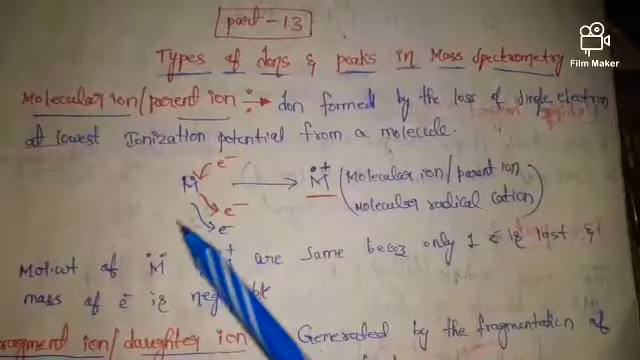 part-13
Film Maker
Types of Ions & peaks in Mass Spectrometry
Molecular ion/parent ion :→ Ion formed by the loss of single electron
at lowest Ionization potential from a molecule.
e⁻
M → M (Molecular ion/parent ion
Molecular radical cation)
e⁻
e⁻
Mol.wt of M + are same becoz only 1 e⁻ is lost &
mass of e⁻ is
fragment ion/daughter ion Generated by the fragmentation of